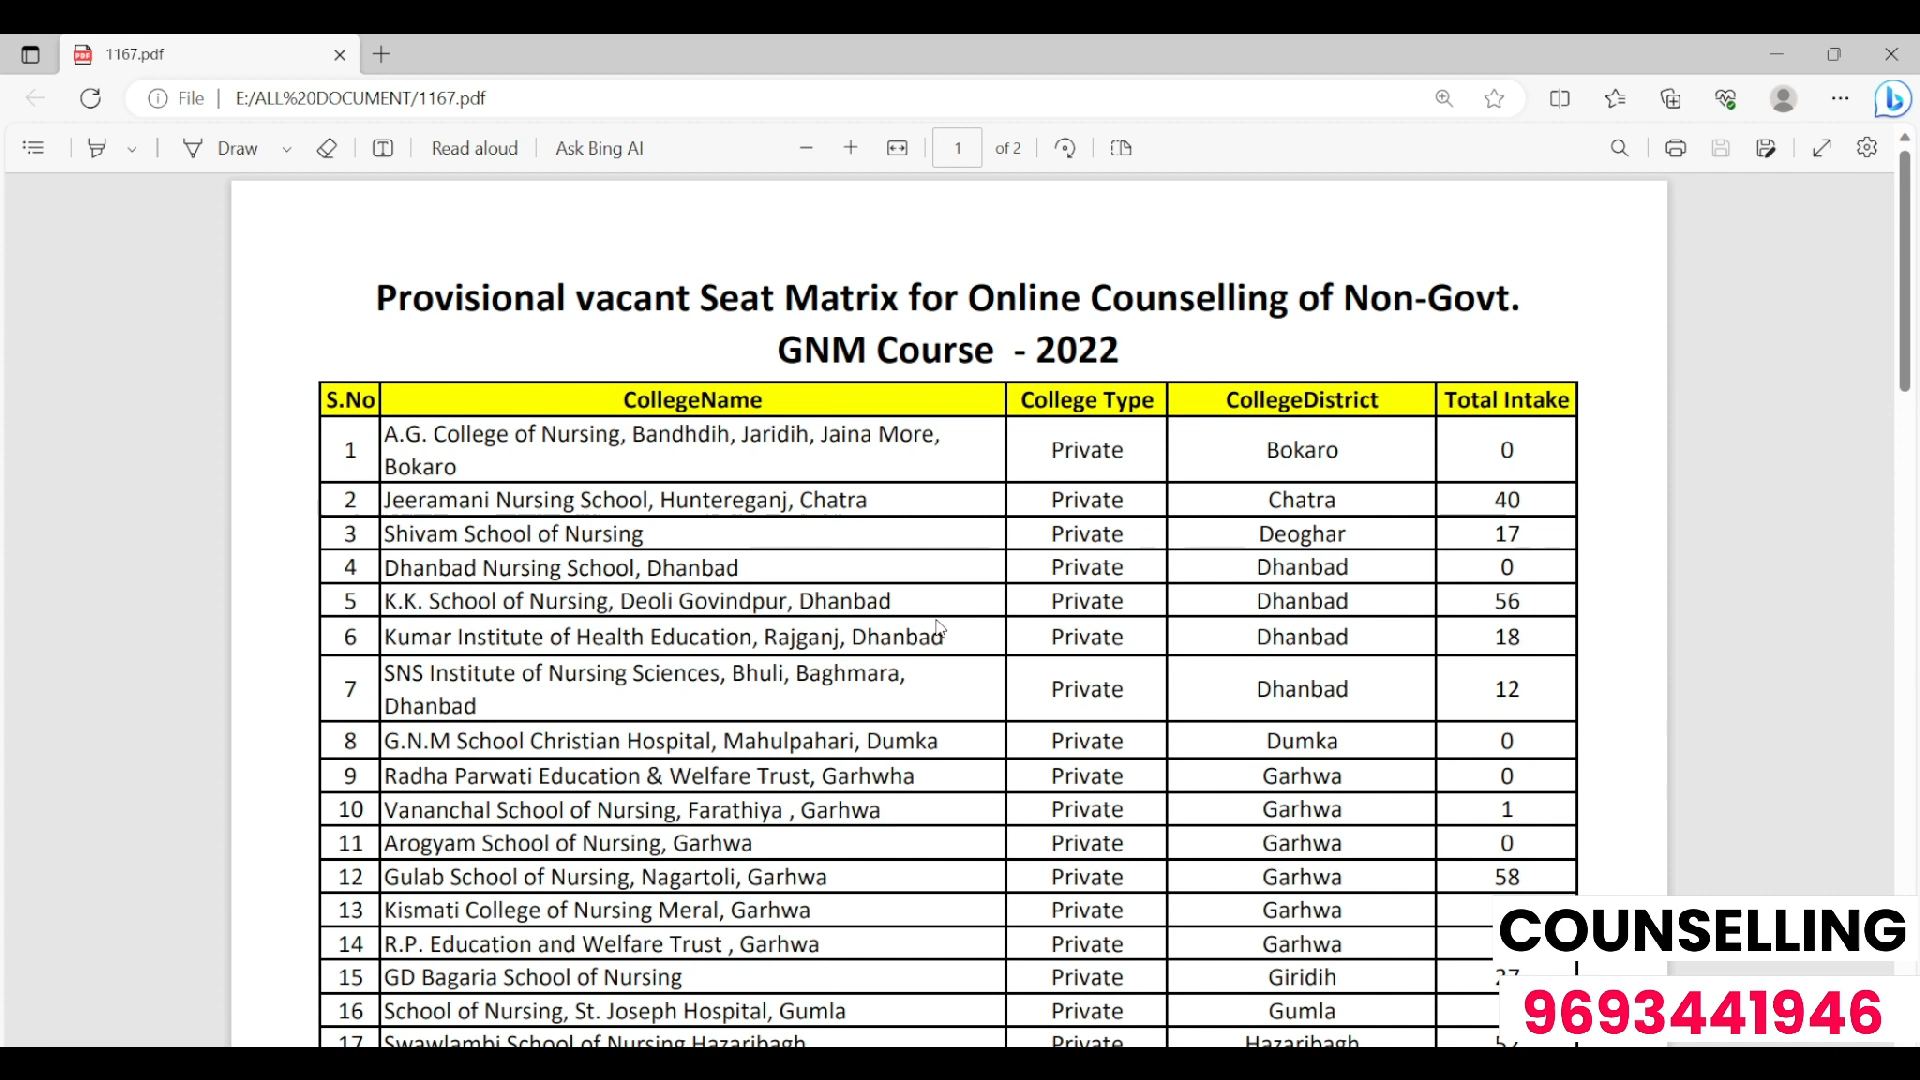 1167.pdf
File | E:/ALL%20DOCUMENT/1167.pdf
Draw Read aloud Ask Bing AI 1 of 2
Provisional vacant Seat Matrix for Online Counselling of Non-Govt.
GNM Course - 2022
S.No CollegeName College Type CollegeDistrict Total Intake
1 A.G. College of Nursing, Bandhdih, Jaridih, Jaina More,
Bokaro Private Bokaro 0
2 Jeeramani Nursing School, Huntereganj, Chatra Private Chatra 40
3 Shivam School of Nursing Private Deoghar 17
4 Dhanbad Nursing School, Dhanbad Private Dhanbad 0
5 K.K. School of Nursing, Deoli Govindpur, Dhanbad Private Dhanbad 56
6 Kumar Institute of Health Education, Rajganj, Dhanbad Private Dhanbad 18
7 SNS Institute of Nursing Sciences, Bhuli, Baghmara,
Dhanbad Private Dhanbad 12
8 G.N.M School Christian Hospital, Mahulpahari, Dumka Private Dumka 0
9 Radha Parwati Education & Welfare Trust, Garhwha Private Garhwa 0
10 Vananchal School of Nursing, Farathiya , Garhwa Private Garhwa 1
11 Arogyam School of Nursing, Garhwa Private Garhwa 0
12 Gulab School of Nursing, Nagartoli, Garhwa Private Garhwa 58
13 Kismati College of Nursing Meral, Garhwa Private Garhwa
14 R.P. Education and Welfare Trust , Garhwa Private Garhwa
15 GD Bagaria School of Nursing Private Giridih
16 School of Nursing, St. Joseph Hospital, Gumla Private Gumla
17 Swawlambi School of Nursing Hazaribagh Private Hazaribagh
COUNSELLING
9693441946